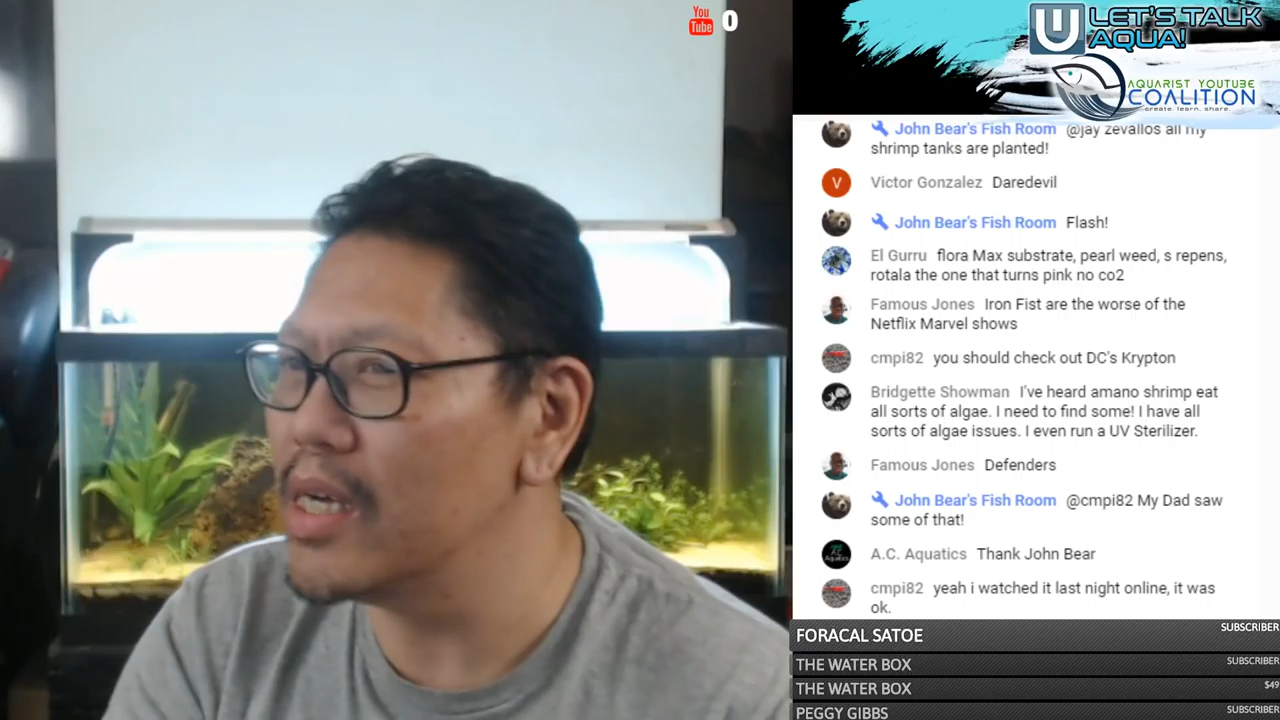 You
Tube 0
LET'S TALK
AQUA!
AQUARIST YOUTUBE
COALITION
create. learn. share.
John Bear's Fish Room @jay zevallos all my
shrimp tanks are planted!
V Victor Gonzalez Daredevil
John Bear's Fish Room Flash!
El Gurru flora Max substrate, pearl weed, s repens,
rotala the one that turns pink no co2
Famous Jones Iron Fist are the worse of the
Netflix Marvel shows
cmpi82 you should check out DC's Krypton
Bridgette Showman I've heard amano shrimp eat
all sorts of algae. I need to find some! I have all
sorts of algae issues. I even run a UV Sterilizer.
Famous Jones Defenders
John Bear's Fish Room @cmpi82 My Dad saw
some of that!
A.C. Aquatics Thank John Bear
cmpi82 yeah i watched it last night online, it was
ok.
FORACAL SATOE SUBSCRIBER
THE WATER BOX SUBSCRIBER
THE WATER BOX $49
PEGGY GIBBS SUBSCRIBER